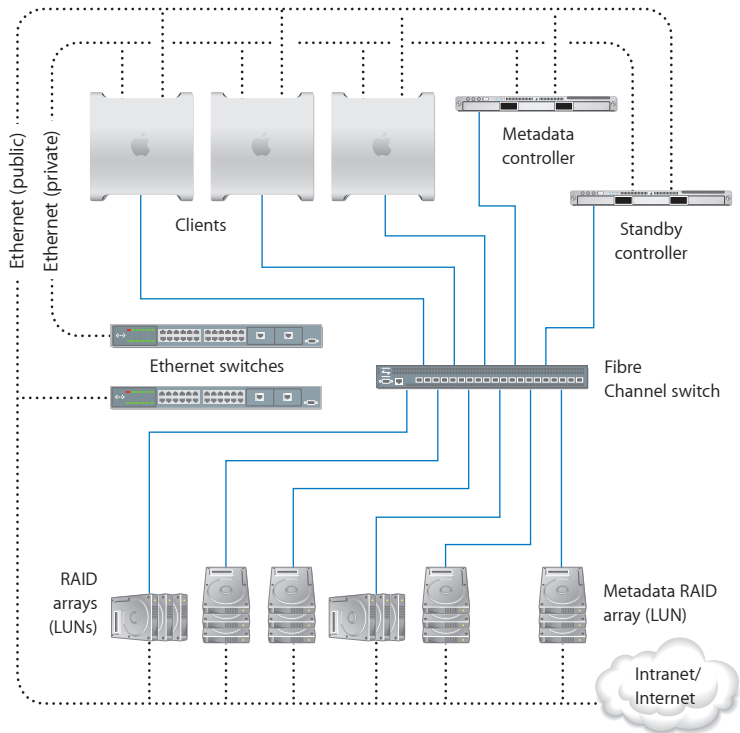 Ethernet (public)
Ethernet (private)
Clients
Metadata
controller
Standby
controller
Ethernet switches
Fibre
Channel switch
RAID
arrays
(LUNs)
Metadata RAID
array (LUN)
Intranet/
Internet